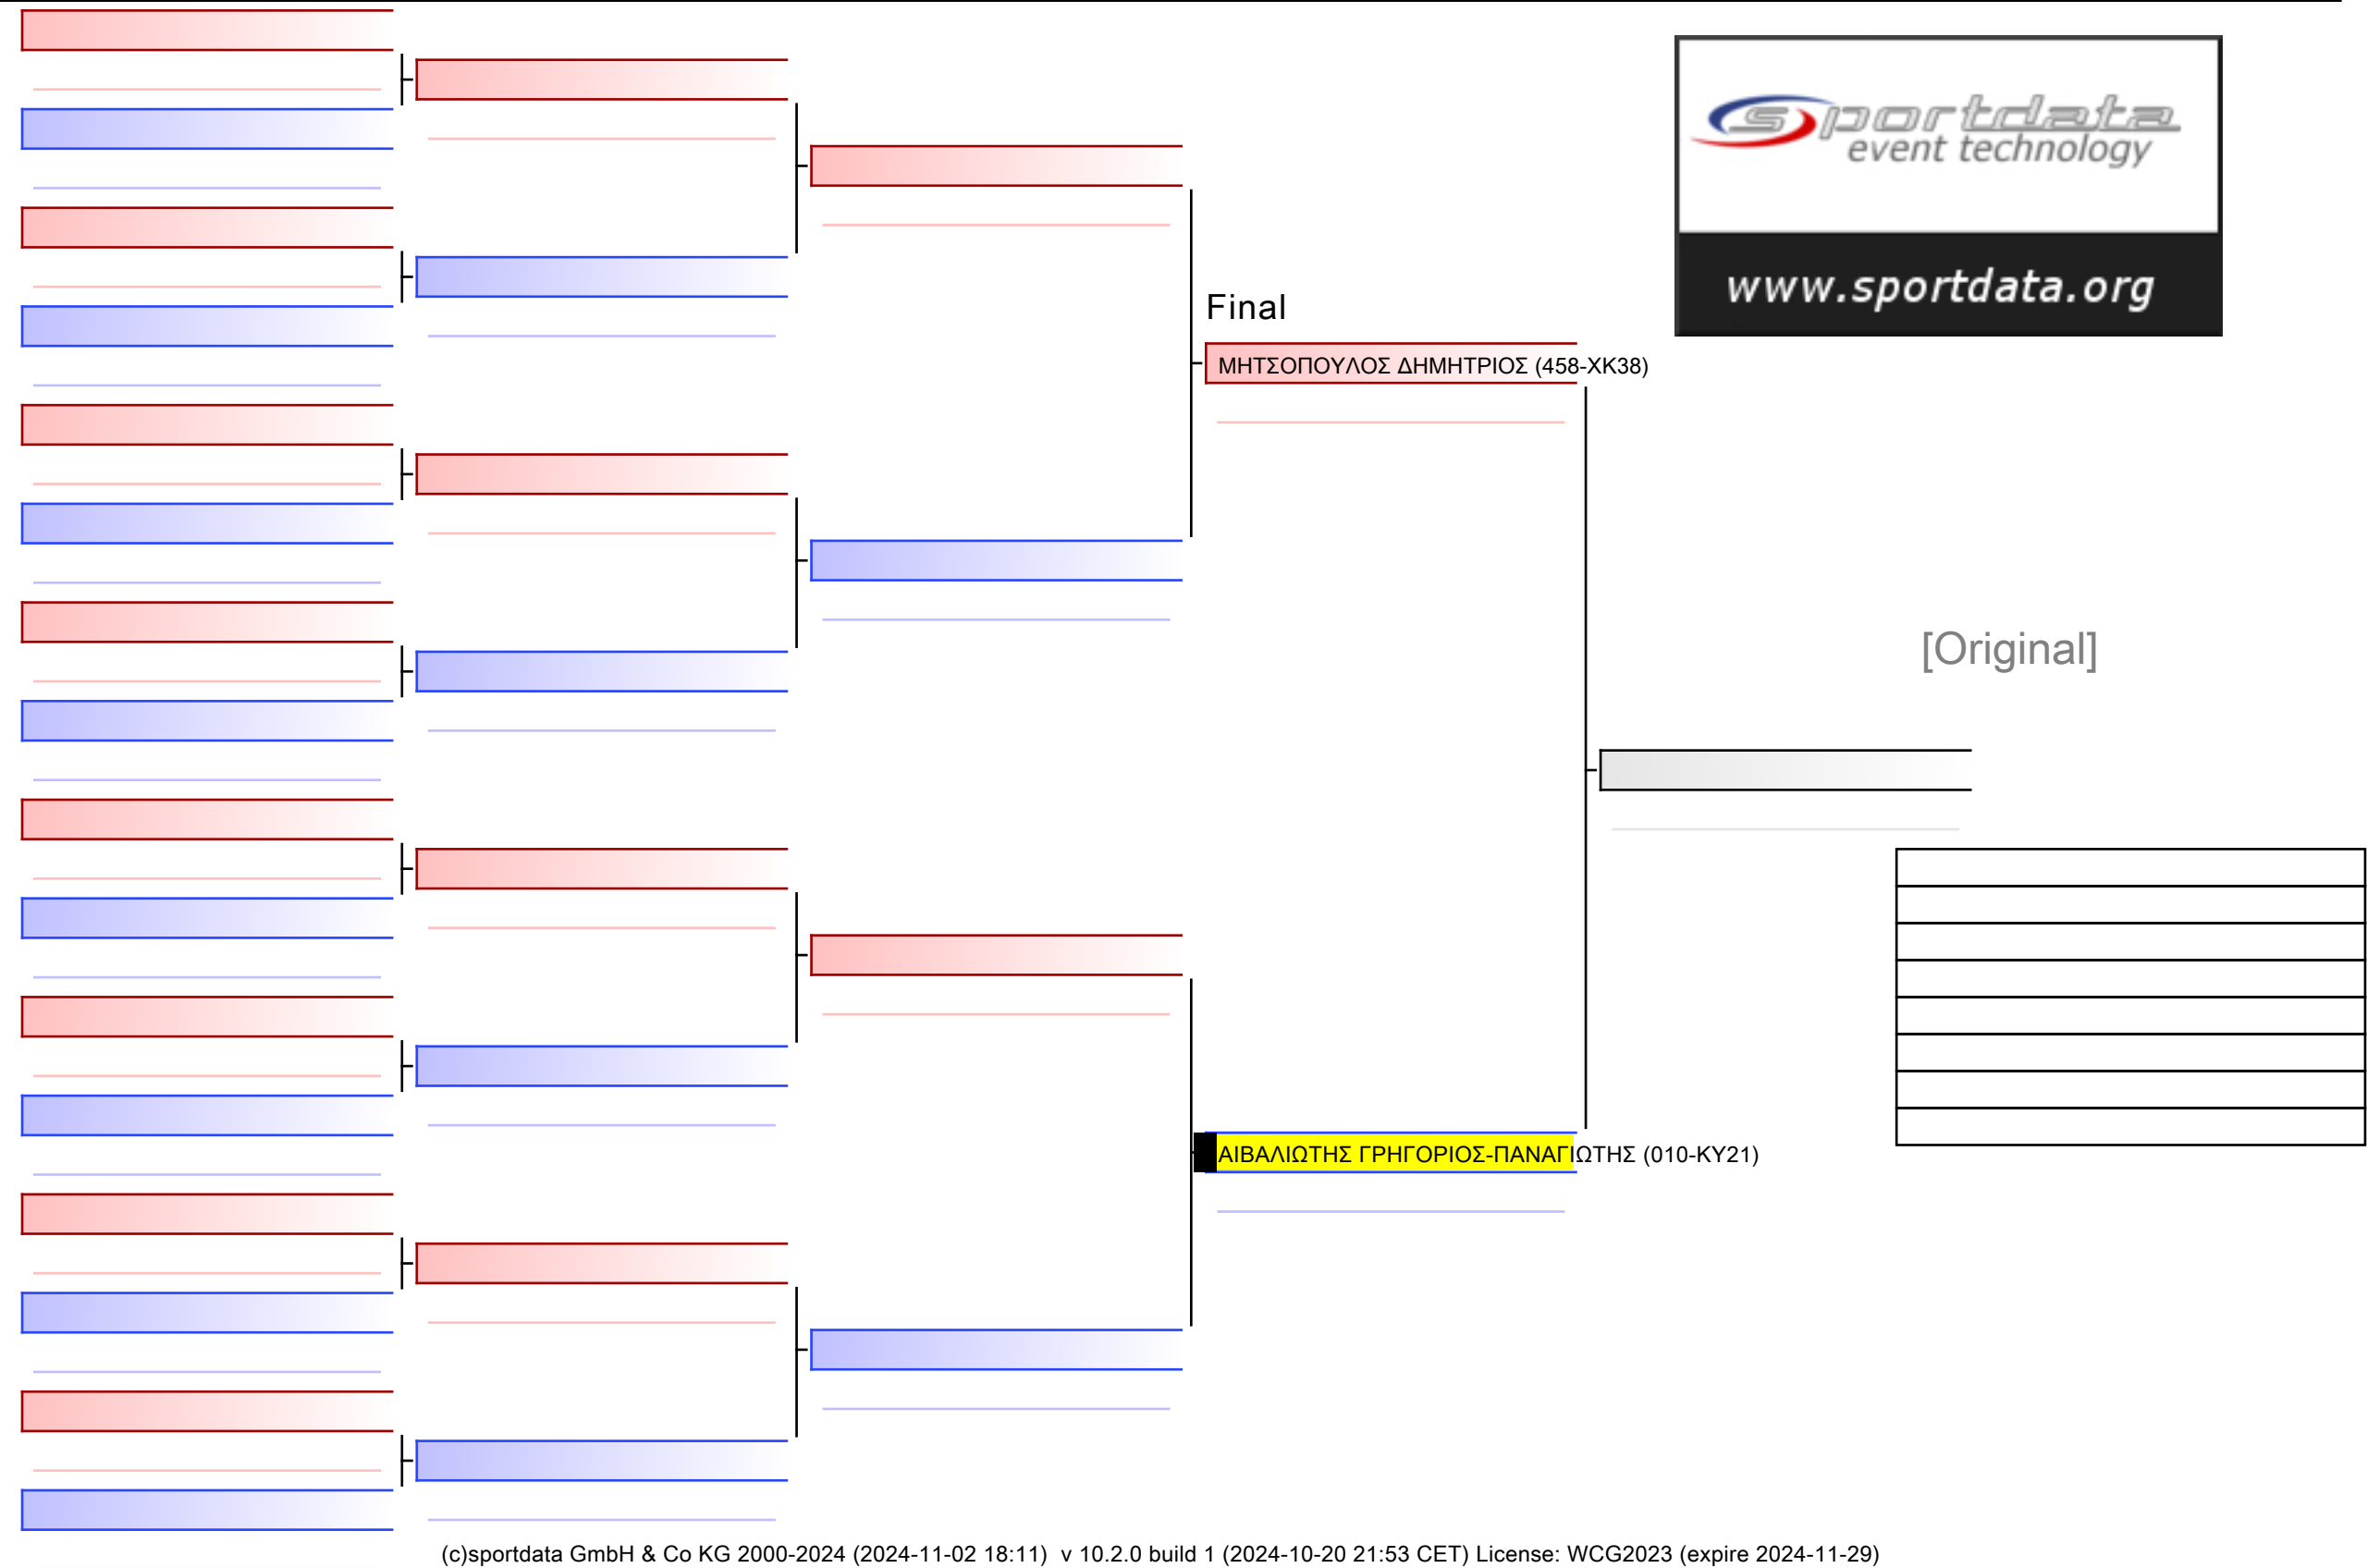 sportdata
event technology
www.sportdata.org
Final
ΜΗΤΣΟΠΟΥΛΟΣ ΔΗΜΗΤΡΙΟΣ (458-ΧΚ38)
[Original]
ΑΙΒΑΛΙΩΤΗΣ ΓΡΗΓΟΡΙΟΣ-ΠΑΝΑΓΙΩΤΗΣ (010-ΚΥ21)
(c)sportdata GmbH & Co KG 2000-2024 (2024-11-02 18:11) v 10.2.0 build 1 (2024-10-20 21:53 CET) License: WCG2023 (expire 2024-11-29)